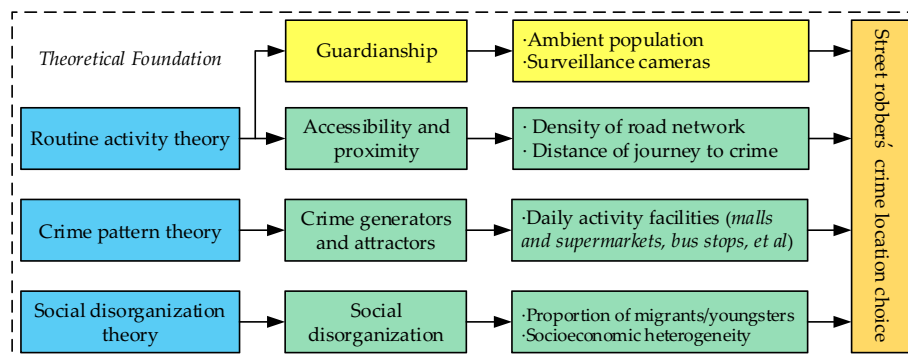 Theoretical Foundation
Guardianship
·Ambient population
·Surveillance cameras
Routine activity theory
Accessibility and
proximity
· Density of road network
· Distance of journey to crime
Crime pattern theory
Crime generators
and attractors
·Daily activity facilities (malls
and supermarkets, bus stops, et al)
Social disorganization
theory
Social
disorganization
·Proportion of migrants/youngsters
·Socioeconomic heterogeneity
Street robbers´ crime location choice